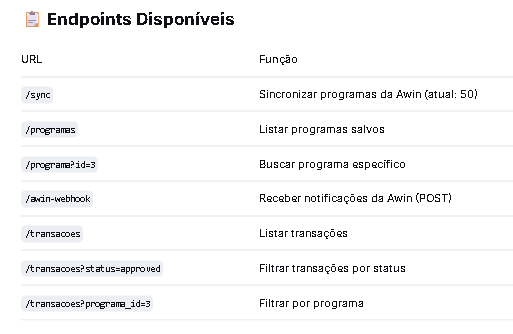 📋 Endpoints Disponíveis
URL Função
/sync Sincronizar programas da Awin (atual: 50)
/programas Listar programas salvos
/programa?id=3 Buscar programa específico
/awin-webhook Receber notificações da Awin (POST)
/transacoes Listar transações
/transacoes?status=approved Filtrar transações por status
/transacoes?programa_id=3 Filtrar por programa